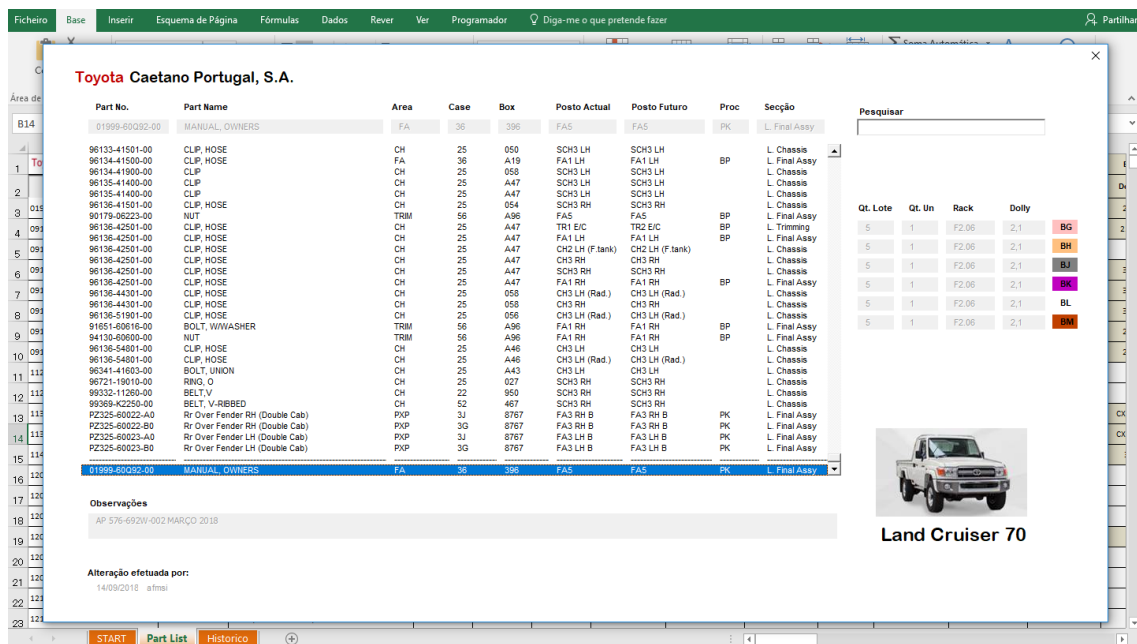 Ficheiro Base Inserir Esquema de Página Fórmulas Dados Rever Ver Programador Diga-me o que pretende fazer Partilhar
Soma Automática
Área de
B14
Toyota Caetano Portugal, S.A.
Part No. Part Name Area Case Box Posto Actual Posto Futuro Proc Secção
01999-60Q92-00 MANUAL, OWNERS FA 36 396 FA5 FA5 PK L. Final Assy
96133-41501-00 CLIP, HOSE CH 25 050 SCH3 LH SCH3 LH L. Chassis
96134-41500-00 CLIP, HOSE FA 36 A19 FA1 LH FA1 LH BP L. Final Assy
96134-41900-00 CLIP CH 25 058 SCH3 LH SCH3 LH L. Chassis
96135-41400-00 CLIP CH 25 A47 SCH3 LH SCH3 LH L. Chassis
96135-41400-00 CLIP CH 25 A47 SCH3 LH SCH3 LH L. Chassis
96136-41501-00 CLIP, HOSE CH 25 054 SCH3 RH SCH3 RH L. Chassis
90179-06223-00 NUT TRIM 56 A96 FA5 FA5 BP L. Final Assy
96136-42501-00 CLIP, HOSE CH 25 A47 TR1 E/C TR2 E/C BP L. Trimming
96136-42501-00 CLIP, HOSE CH 25 A47 FA1 LH FA1 LH BP L. Final Assy
96136-42501-00 CLIP, HOSE CH 25 A47 CH2 LH (F.tank) CH2 LH (F.tank) L. Chassis
96136-42501-00 CLIP, HOSE CH 25 A47 CH3 RH CH3 RH L. Chassis
96136-42501-00 CLIP, HOSE CH 25 A47 SCH3 RH SCH3 RH L. Chassis
96136-42501-00 CLIP, HOSE CH 25 A47 FA1 RH FA1 RH BP L. Final Assy
96136-44301-00 CLIP, HOSE CH 25 058 CH3 LH (Rad.) CH3 LH (Rad.) L. Chassis
96136-44301-00 CLIP, HOSE CH 25 058 CH3 RH CH3 RH L. Chassis
96136-51901-00 CLIP, HOSE CH 25 056 CH3 LH (Rad.) CH3 LH (Rad.) L. Chassis
91651-60616-00 BOLT, W/WASHER TRIM 56 A96 FA1 RH FA1 RH BP L. Final Assy
94130-60600-00 NUT TRIM 56 A96 FA1 RH FA1 RH BP L. Final Assy
96136-54801-00 CLIP, HOSE CH 25 A46 CH3 LH CH3 LH L. Chassis
96136-54801-00 CLIP, HOSE CH 25 A46 CH3 LH (Rad.) CH3 LH (Rad.) L. Chassis
96341-41603-00 BOLT, UNION CH 25 A43 CH3 LH CH3 LH L. Chassis
96721-19010-00 RING, O CH 25 027 SCH3 RH SCH3 RH L. Chassis
99332-11260-00 BELT,V CH 22 950 SCH3 RH SCH3 RH L. Chassis
99369-K2250-00 BELT, V-RIBBED CH 52 467 SCH3 RH SCH3 RH L. Chassis
PZ325-60022-A0 Rr Over Fender RH (Double Cab) PXP 3J 8767 FA3 RH B FA3 RH B PK L. Final Assy
PZ325-60022-B0 Rr Over Fender RH (Double Cab) PXP 3G 8767 FA3 RH B FA3 RH B PK L. Final Assy
PZ325-60023-A0 Rr Over Fender LH (Double Cab) PXP 3J 8767 FA3 LH B FA3 LH B PK L. Final Assy
PZ325-60023-B0 Rr Over Fender LH (Double Cab) PXP 3G 8767 FA3 LH B FA3 LH B PK L. Final Assy
01999-60Q92-00 MANUAL, OWNERS FA 36 396 FA5 FA5 PK L. Final Assy
Pesquisar
Qt. Lote Qt. Un Rack Dolly
5 1 F2.06 2,1 BG
5 1 F2.06 2,1 BH
5 1 F2.06 2,1 BJ
5 1 F2.06 2,1 BK
5 1 F2.06 2,1 BL
5 1 F2.06 2,1 BM
Land Cruiser 70
Observações
AP 576-692W-002 MARÇO 2018
Alteração efetuada por:
14/09/2018 afmsi
1
2
3
4
5
6
7
8
9
10
11
12
13
14
15
16
17
18
19
20
21
22
23
START Part List Historico